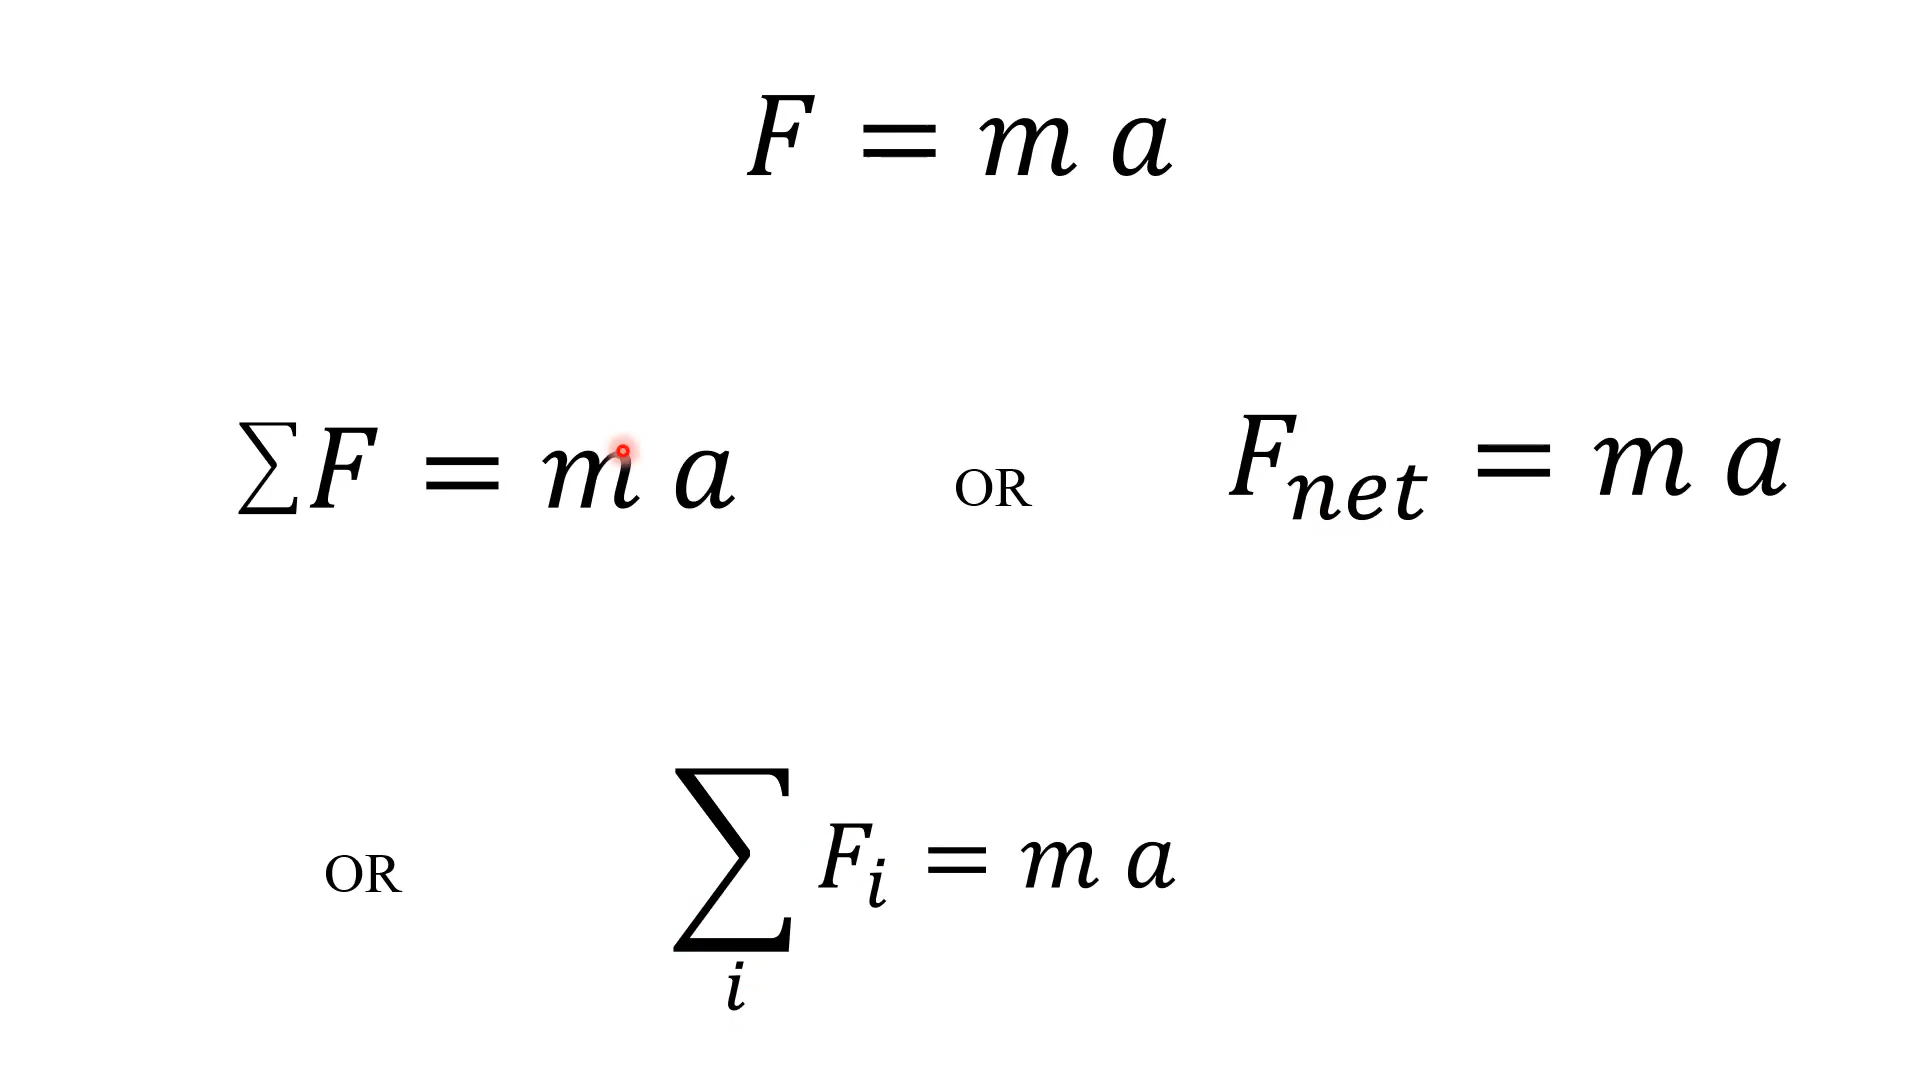 F = m a
∑F = m a OR F_net = m a
OR ∑_i F_i = m a